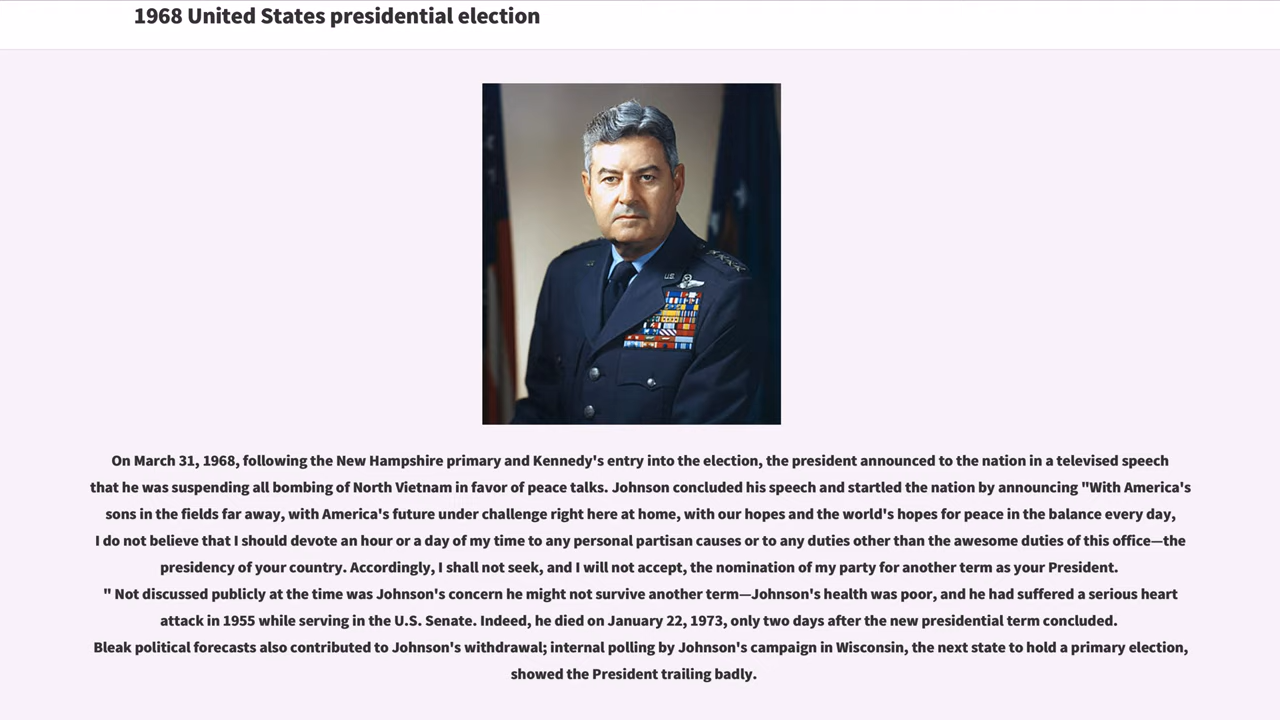 1968 United States presidential election
On March 31, 1968, following the New Hampshire primary and Kennedy's entry into the election, the president announced to the nation in a televised speech
that he was suspending all bombing of North Vietnam in favor of peace talks. Johnson concluded his speech and startled the nation by announcing "With America's
sons in the fields far away, with America's future under challenge right here at home, with our hopes and the world's hopes for peace in the balance every day,
I do not believe that I should devote an hour or a day of my time to any personal partisan causes or to any duties other than the awesome duties of this office—the
presidency of your country. Accordingly, I shall not seek, and I will not accept, the nomination of my party for another term as your President.
" Not discussed publicly at the time was Johnson's concern he might not survive another term—Johnson's health was poor, and he had suffered a serious heart
attack in 1955 while serving in the U.S. Senate. Indeed, he died on January 22, 1973, only two days after the new presidential term concluded.
Bleak political forecasts also contributed to Johnson's withdrawal; internal polling by Johnson's campaign in Wisconsin, the next state to hold a primary election,
showed the President trailing badly.